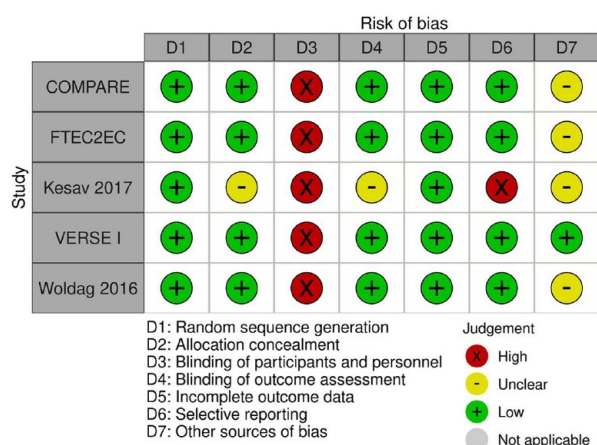 Risk of bias
D1 D2 D3 D4 D5 D6 D7
Study
COMPARE + + X + + + -
FTEC2EC + + X + + + -
Kesav 2017 + - X - + X -
VERSE I + + X + + + +
Woldag 2016 + + X + + + -
D1: Random sequence generation
D2: Allocation concealment
D3: Blinding of participants and personnel
D4: Blinding of outcome assessment
D5: Incomplete outcome data
D6: Selective reporting
D7: Other sources of bias
Judgement
X High
- Unclear
+ Low
Not applicable